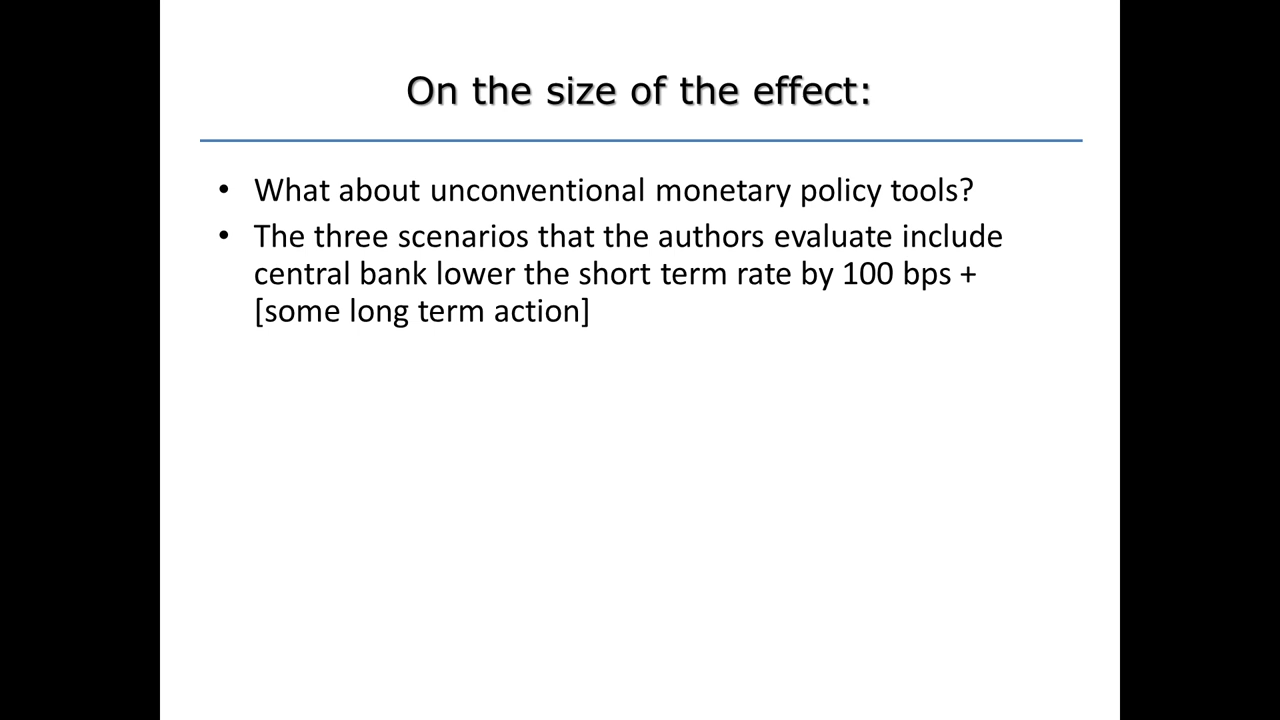 On the size of the effect:
• What about unconventional monetary policy tools?
• The three scenarios that the authors evaluate include
central bank lower the short term rate by 100 bps +
[some long term action]